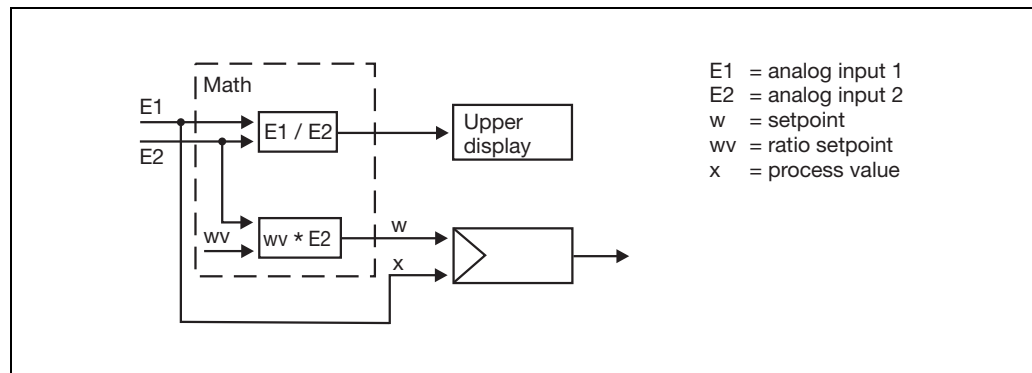 Math
E1
E2
E1 / E2
Upper
display
wv
wv * E2
w
x
E1 = analog input 1
E2 = analog input 2
w = setpoint
wv = ratio setpoint
x = process value